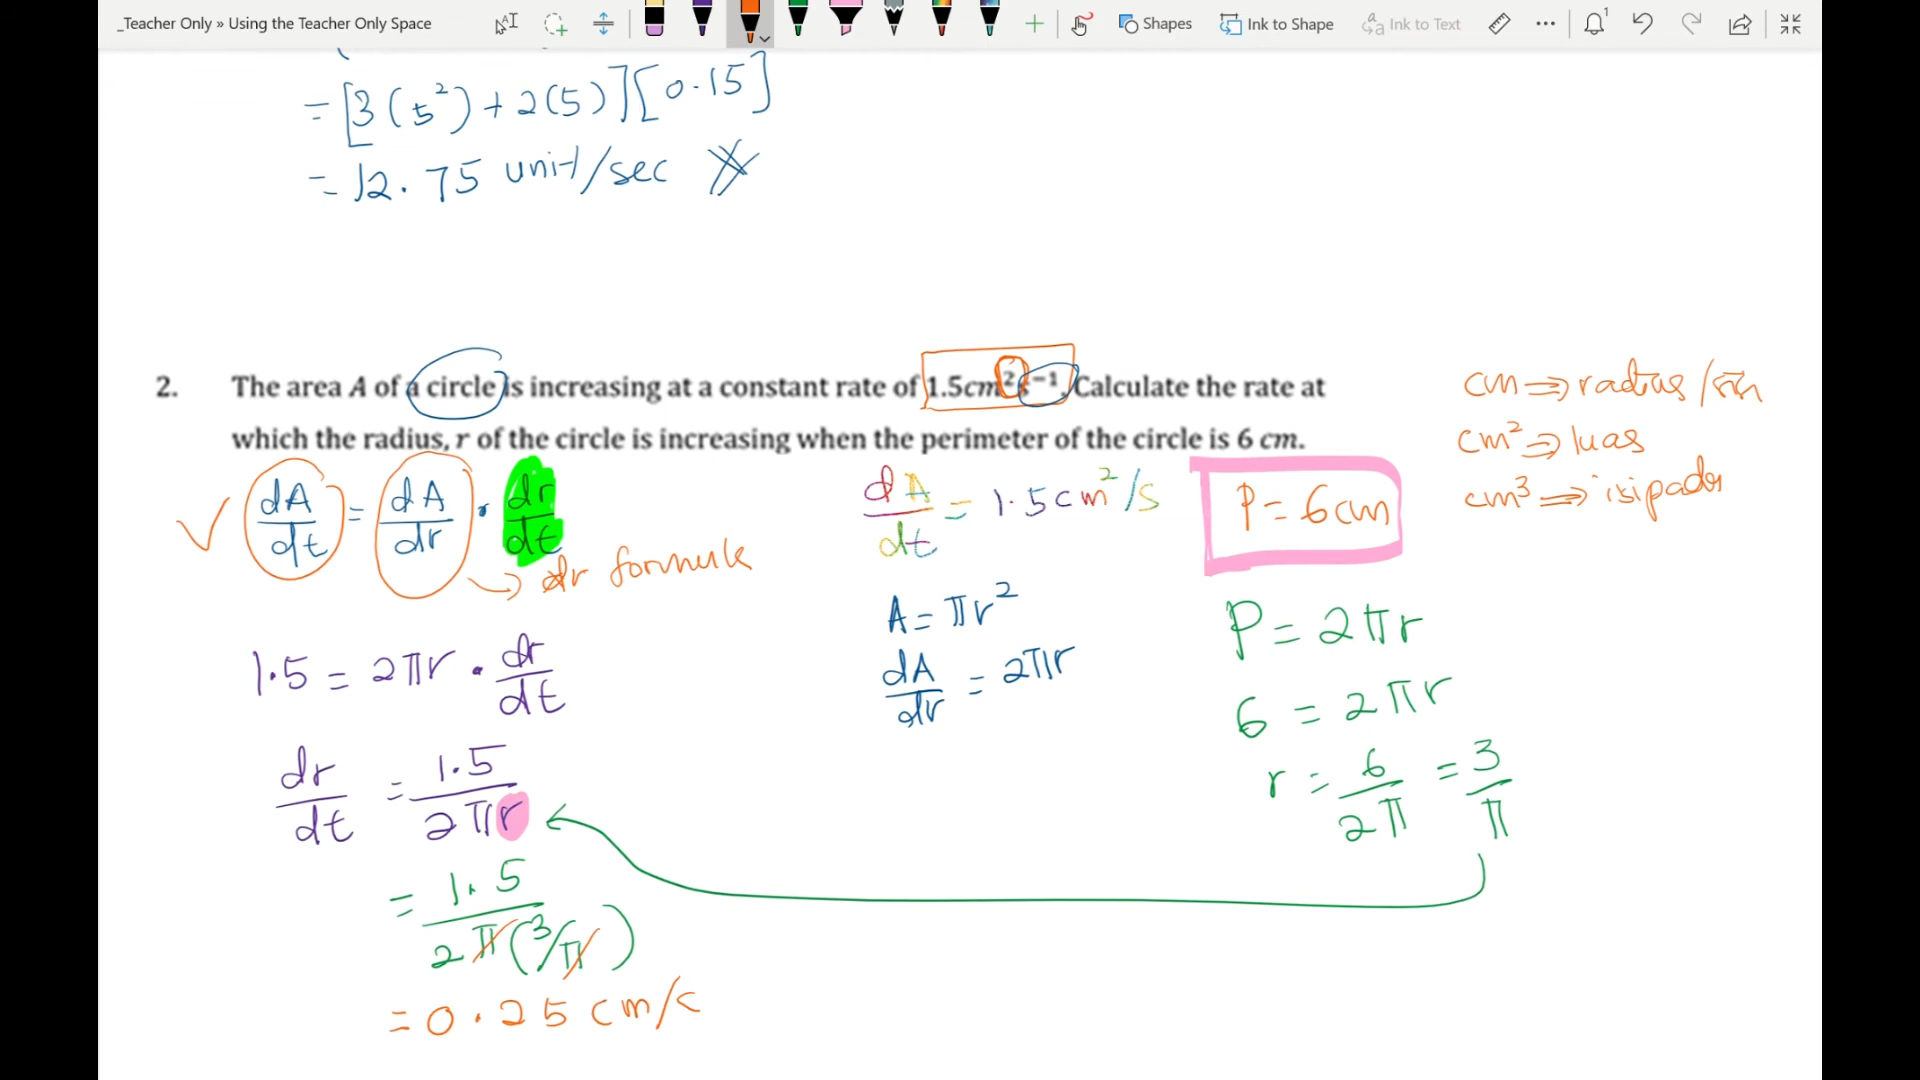 _Teacher Only » Using the Teacher Only Space
Shapes
Ink to Shape
Ink to Text
1
= [3(5²) + 2(5)][0.15]
= 12.75 unit/sec
2. The area A of a circle is increasing at a constant rate of 1.5cm²s⁻¹. Calculate the rate at
which the radius, r of the circle is increasing when the perimeter of the circle is 6 cm.
cm ⇒ radius /
cm² ⇒ luas
cm³ ⇒ isipadu
✓ dA/dt = dA/dr · dr/dt
→ dr formula
dA/dt = 1.5cm²/s
P = 6cm
A = πr²
dA/dr = 2πr
P = 2πr
6 = 2πr
r = 6/2π = 3/π
1.5 = 2πr · dr/dt
dr/dt = 1.5/2πr
= 1.5/2π(3/π)
= 0.25 cm/s